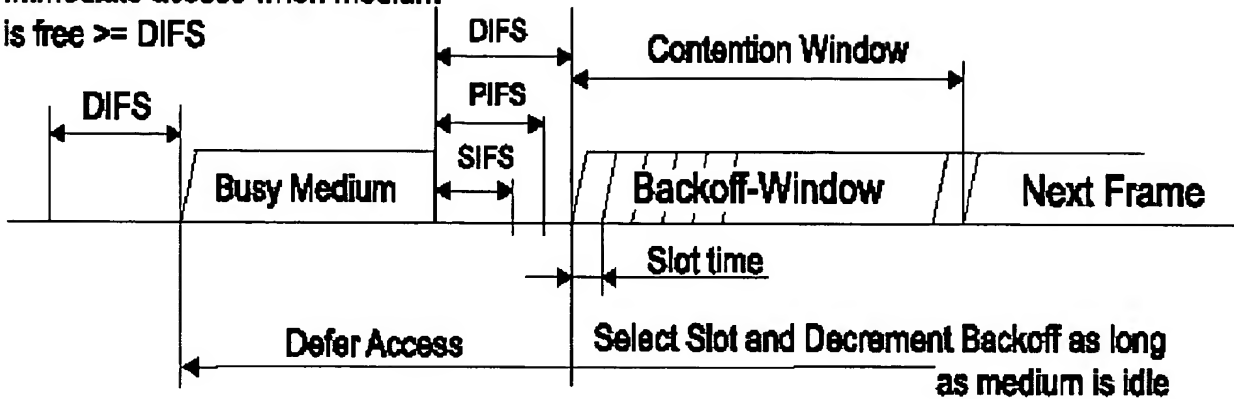 is free >= DIFS
DIFS
DIFS
PIFS
SIFS
Contention Window
Busy Medium
Backoff-Window
Next Frame
Slot time
Defer Access
Select Slot and Decrement Backoff as long
as medium is idle